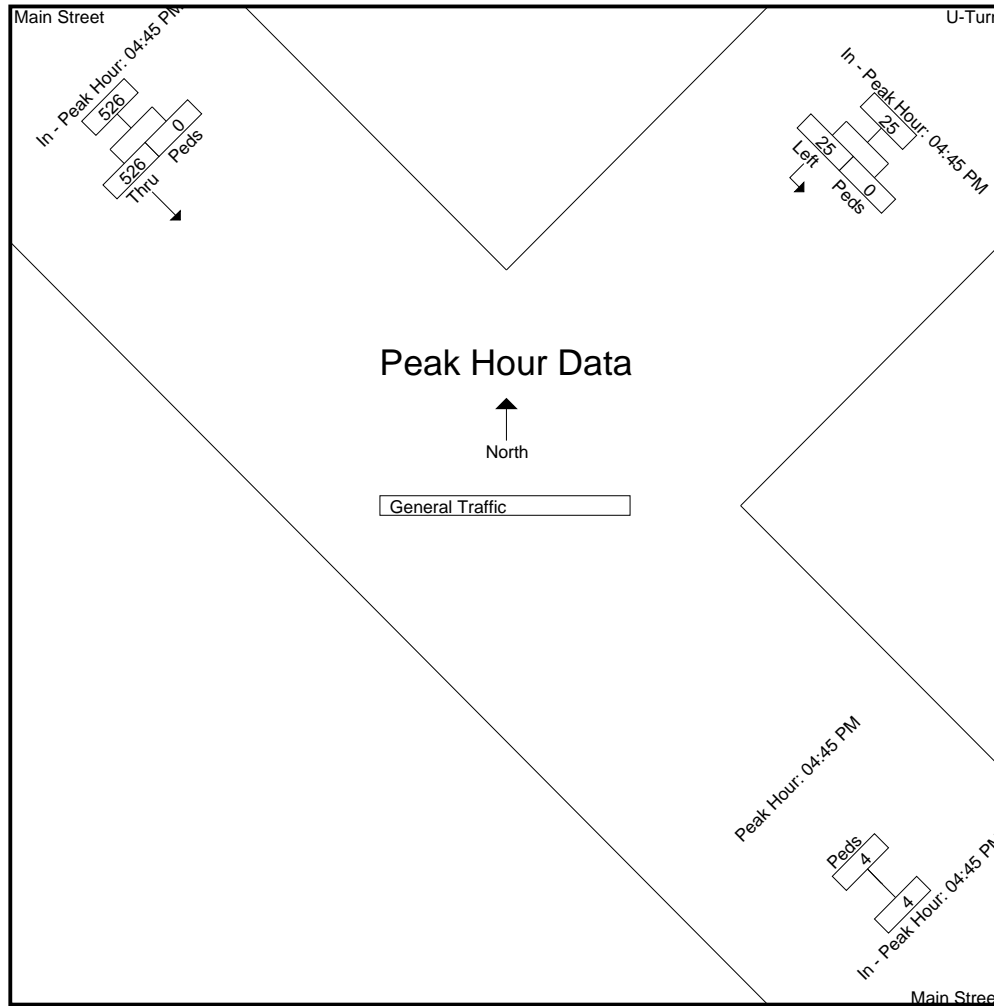 Main Street
U-Turn
In - Peak Hour: 04:45 PM
526
0
526
Peds
Thru
In - Peak Hour: 04:45 PM
25
25
0
Left
Peds
Peak Hour Data
North
General Traffic
Peak Hour: 04:45 PM
Peds
4
4
In - Peak Hour: 04:45 PM
Main Stree